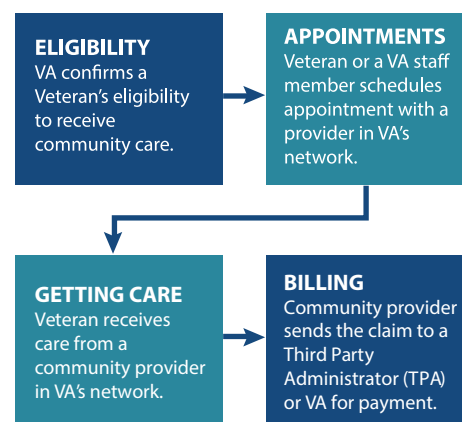 ELIGIBILITY
VA confirms a
Veteran's eligibility
to receive
community care.
APPOINTMENTS
Veteran or a VA staff
member schedules
appointment with a
provider in VA's
network.
GETTING CARE
Veteran receives
care from a
community provider
in VA's network.
BILLING
Community provider
sends the claim to a
Third Party
Administrator (TPA)
or VA for payment.